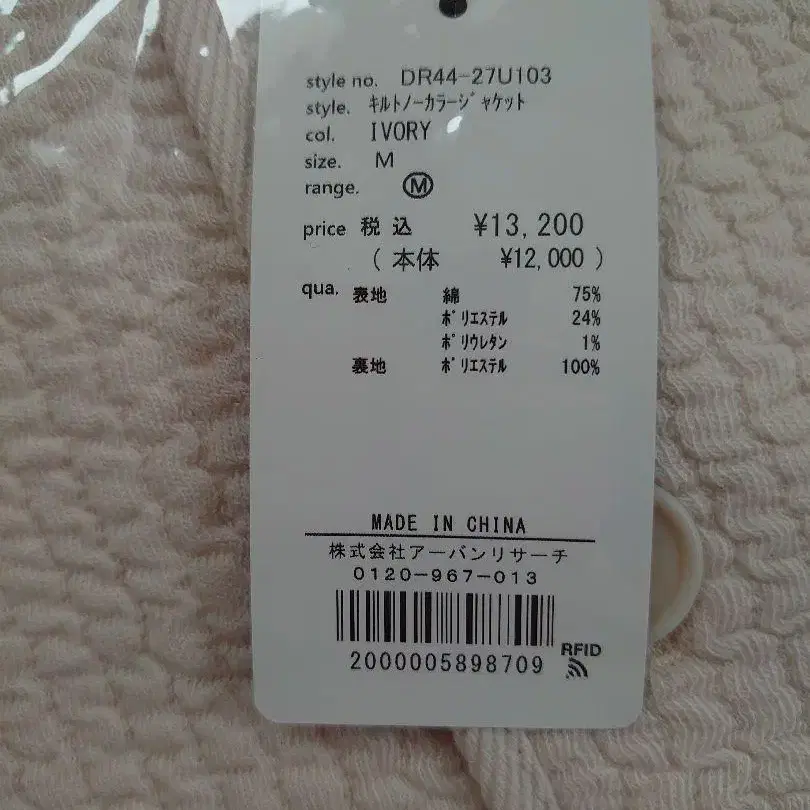 style no. DR44-27U103
style. ｷﾙﾄﾉｰｶﾗｰｼﾞｬｹｯﾄ
col. IVORY
size. M
range. Ⓜ
price 税込 ¥13,200
( 本体 ¥12,000 )
qua. 表地 綿 75%
ﾎﾟﾘｴｽﾃﾙ 24%
ﾎﾟﾘｳﾚﾀﾝ 1%
裏地 ﾎﾟﾘｴｽﾃﾙ 100%
MADE IN CHINA
株式会社アーバンリサーチ
0120-967-013
2000005898709
RFID